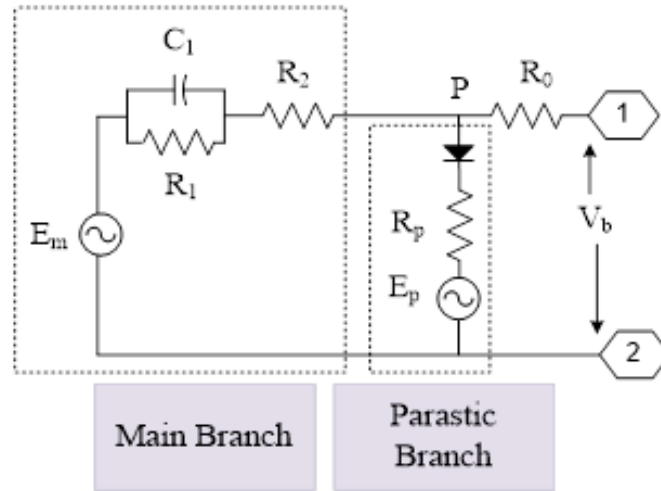 C1
R2
P
R0
1
R1
Em
Rp
Vb
Ep
2
Main Branch
Parastic
Branch